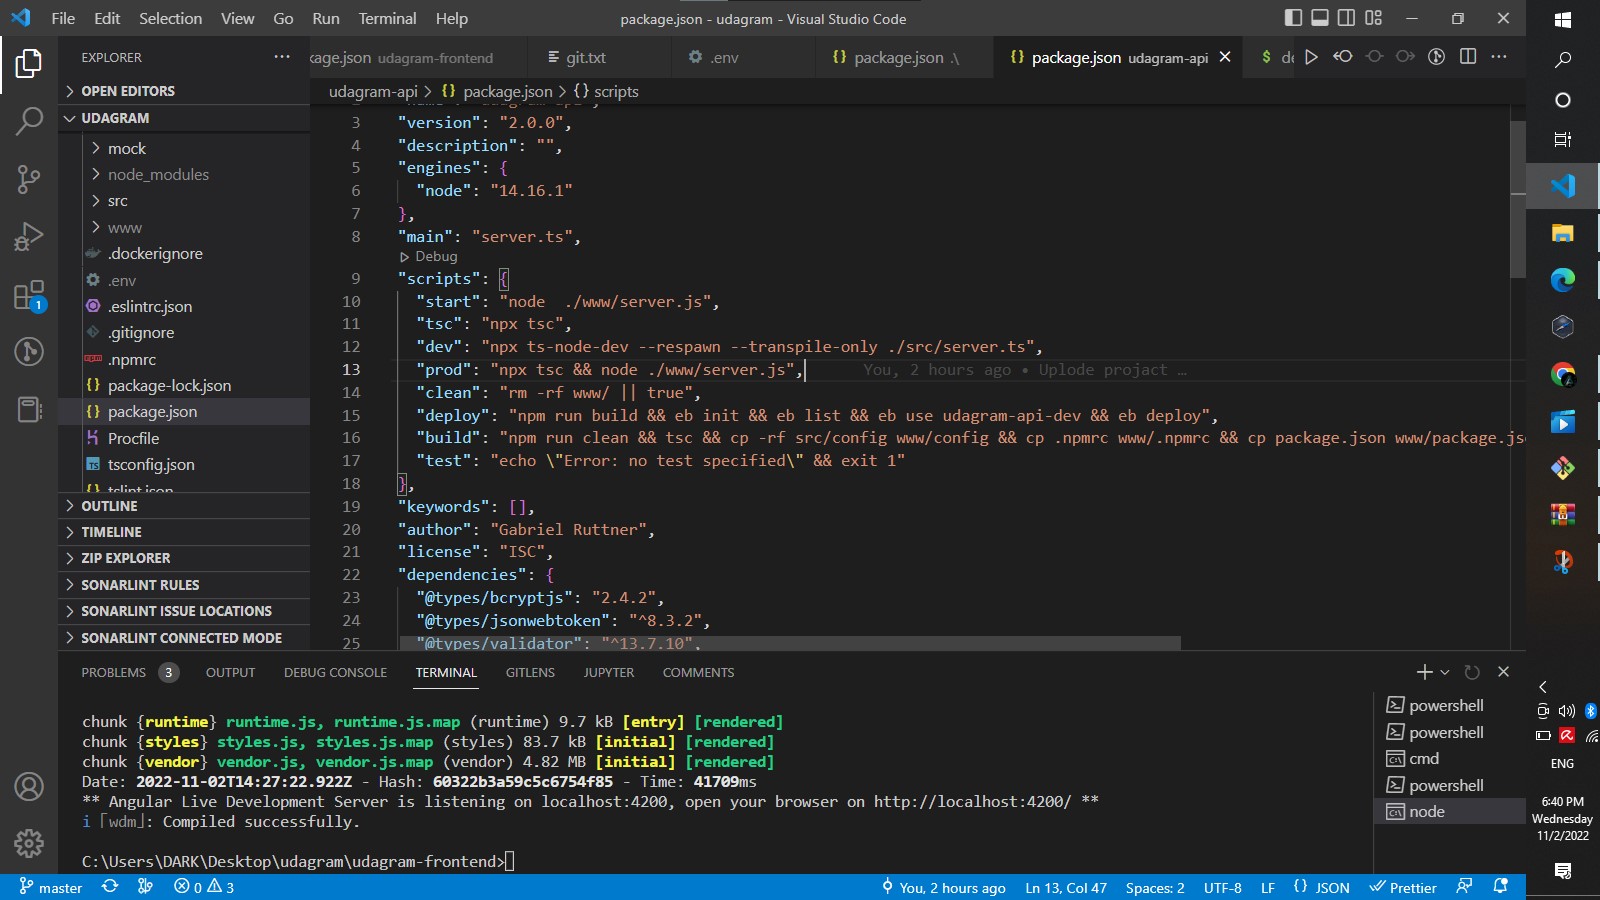 File Edit Selection View Go Run Terminal Help
package.json - udagram - Visual Studio Code
EXPLORER
OPEN EDITORS
UDAGRAM
mock
node_modules
src
www
.dockerignore
.env
.eslintrc.json
.gitignore
.npmrc
package-lock.json
package.json
Procfile
tsconfig.json
tslint.json
OUTLINE
TIMELINE
ZIP EXPLORER
SONARLINT RULES
SONARLINT ISSUE LOCATIONS
SONARLINT CONNECTED MODE
1
kage.json udagram-frontend
git.txt
.env
package.json .\
package.json udagram-api
$ de
udagram-api > {} package.json > {} scripts
3 "version": "2.0.0",
4 "description": "",
5 "engines": {
6 "node": "14.16.1"
7 },
8 "main": "server.ts",
Debug
9 "scripts": {
10 "start": "node  ./www/server.js",
11 "tsc": "npx tsc",
12 "dev": "npx ts-node-dev --respawn --transpile-only ./src/server.ts",
13 "prod": "npx tsc && node ./www/server.js", You, 2 hours ago • Uplode projact …
14 "clean": "rm -rf www/ || true",
15 "deploy": "npm run build && eb init && eb list && eb use udagram-api-dev && eb deploy",
16 "build": "npm run clean && tsc && cp -rf src/config www/config && cp .npmrc www/.npmrc && cp package.json www/package.jso
17 "test": "echo \"Error: no test specified\" && exit 1"
18 },
19 "keywords": [],
20 "author": "Gabriel Ruttner",
21 "license": "ISC",
22 "dependencies": {
23 "@types/bcryptjs": "2.4.2",
24 "@types/jsonwebtoken": "^8.3.2",
25 "@types/validator": "^13.7.10",
PROBLEMS 3 OUTPUT DEBUG CONSOLE TERMINAL GITLENS JUPYTER COMMENTS
chunk {runtime} runtime.js, runtime.js.map (runtime) 9.7 kB [entry] [rendered]
chunk {styles} styles.js, styles.js.map (styles) 83.7 kB [initial] [rendered]
chunk {vendor} vendor.js, vendor.js.map (vendor) 4.82 MB [initial] [rendered]
Date: 2022-11-02T14:27:22.922Z - Hash: 60322b3a59c5c6754f85 - Time: 41709ms
** Angular Live Development Server is listening on localhost:4200, open your browser on http://localhost:4200/ **
i ｢wdm｣: Compiled successfully.
C:\Users\DARK\Desktop\udagram\udagram-frontend>
powershell
powershell
cmd
powershell
node
master 0 3 You, 2 hours ago Ln 13, Col 47 Spaces: 2 UTF-8 LF {} JSON Prettier
ENG
6:40 PM
Wednesday
11/2/2022